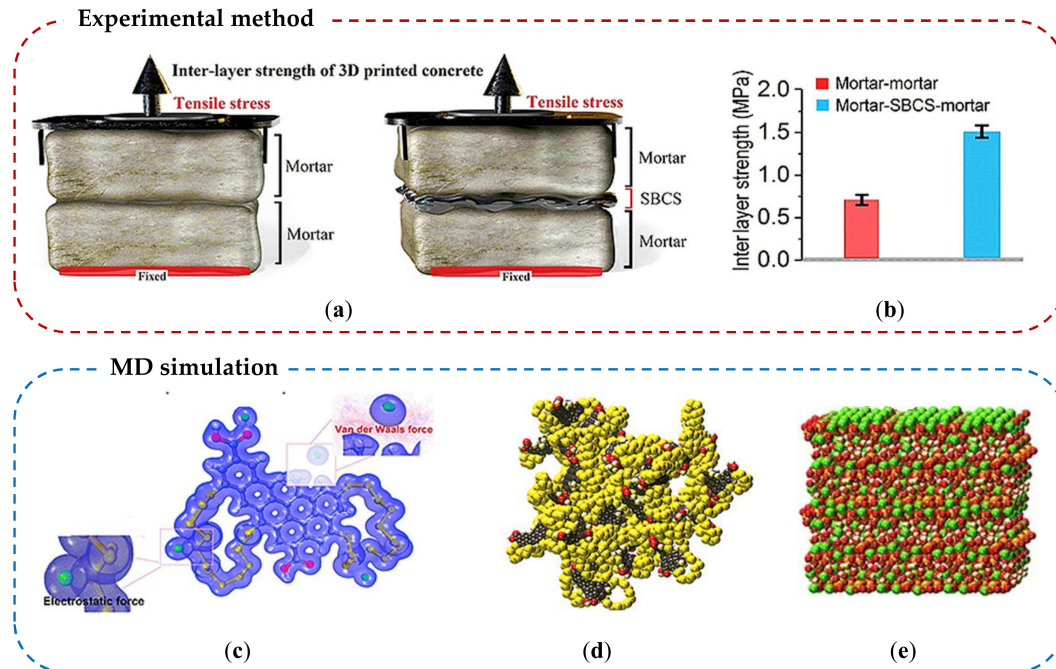 Experimental method
Inter-layer strength of 3D printed concrete
Tensile stress
Tensile stress
Mortar
Mortar
Fixed
Mortar
SBCS
Mortar
Fixed
(a)
Inter layer strength (MPa)
2.0
1.5
1.0
0.5
0.0
Mortar-mortar
Mortar-SBCS-mortar
(b)
MD simulation
Van der Waals force
Electrostatic force
(c)
(d)
(e)